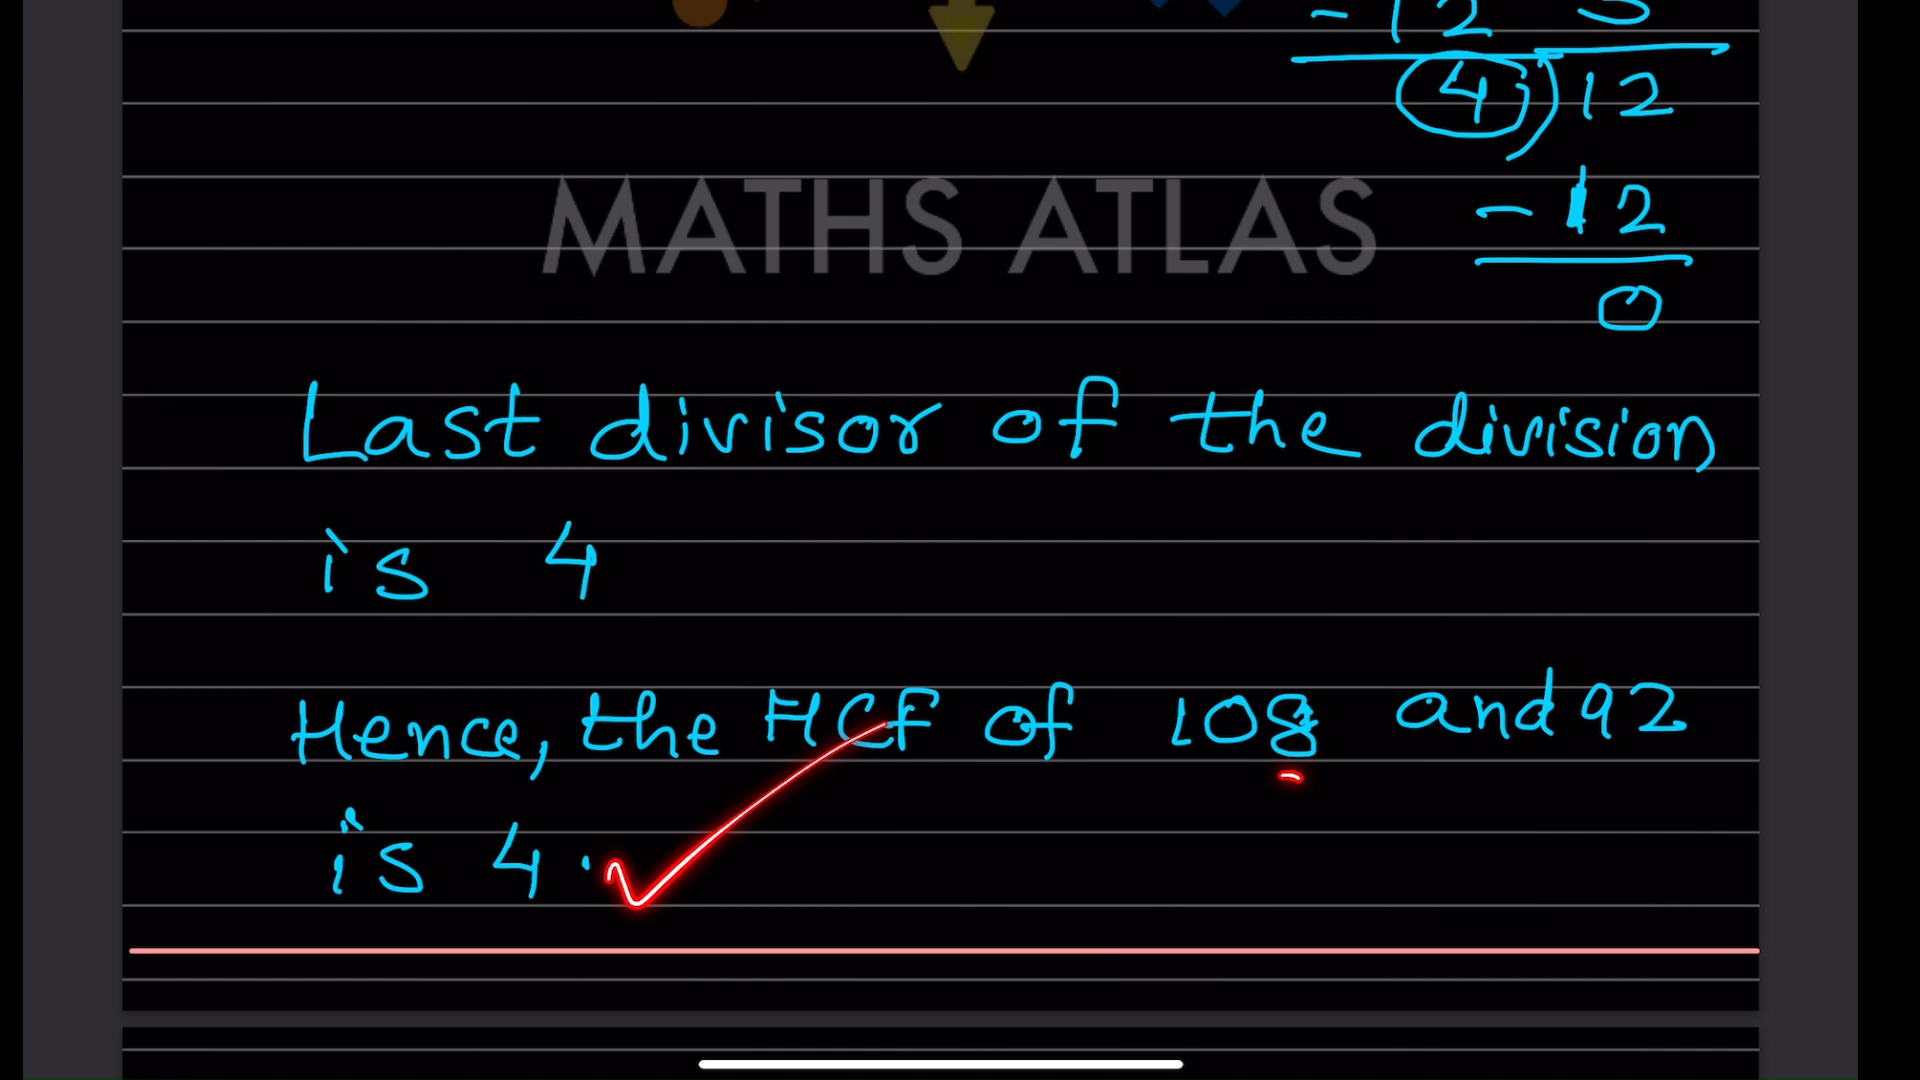 - 12 3
4) 12
- 12
0
MATHS ATLAS
Last divisor of the division
is 4
Hence, the HCF of 108 and 92
is 4.